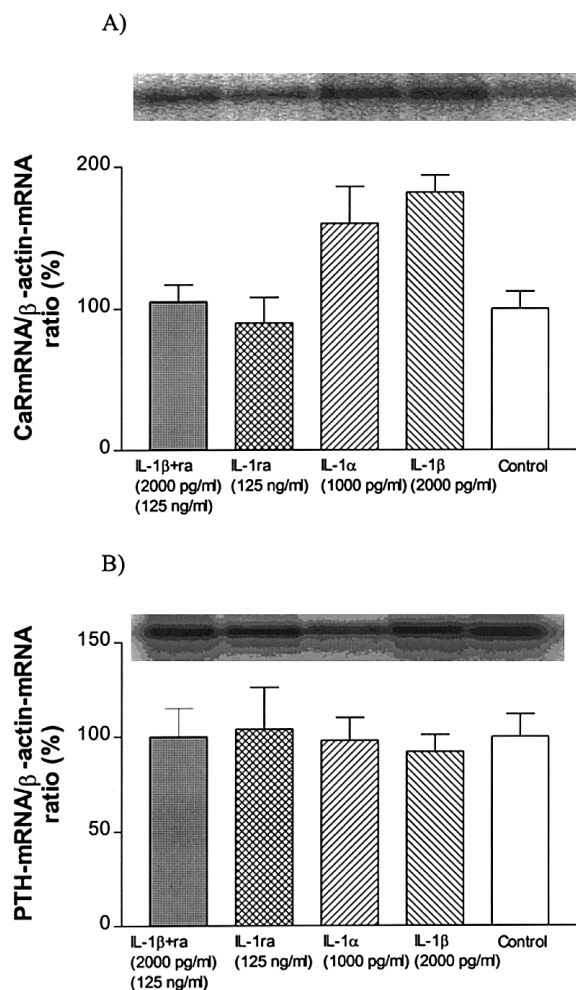 A)
200
100
0
CaRmRNA/β-actin-mRNA
ratio (%)
IL-1β+ra IL-1ra IL-1α IL-1β Control
(2000 pg/ml) (125 ng/ml) (1000 pg/ml) (2000 pg/ml)
(125 ng/ml)
B)
150
100
50
0
PTH-mRNA/β-actin-mRNA
ratio (%)
IL-1β+ra IL-1ra IL-1α IL-1β Control
(2000 pg/ml) (125 ng/ml) (1000 pg/ml) (2000 pg/ml)
(125 ng/ml)